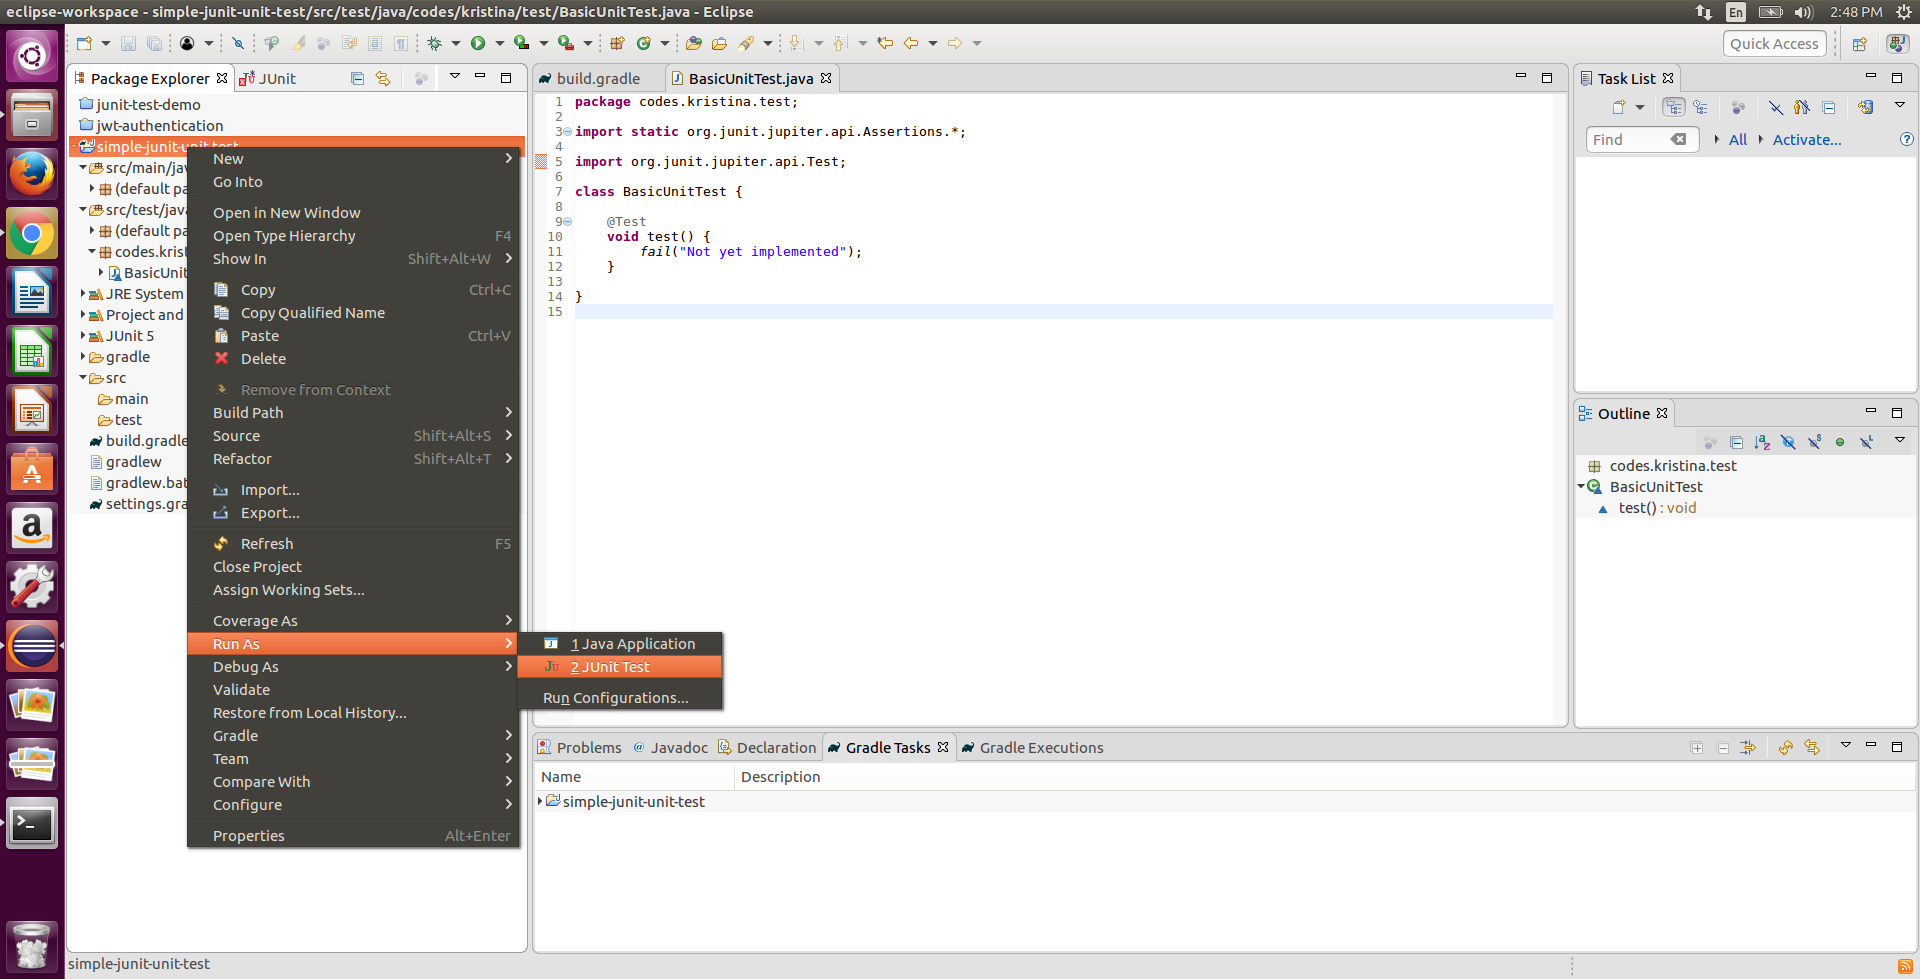 eclipse-workspace - simple-junit-unit-test/src/test/java/codes/kristina/test/BasicUnitTest.java - Eclipse
En
2:48 PM
Quick Access
Package Explorer
JUnit
junit-test-demo
jwt-authentication
simple-junit-unit-test
src/main/jav
(default pa
src/test/java
(default pa
codes.krist
BasicUnit
JRE System
Project and
JUnit 5
gradle
src
main
test
build.gradle
gradlew
gradlew.bat
settings.gra
New
Go Into
Open in New Window
Open Type Hierarchy F4
Show In Shift+Alt+W
Copy Ctrl+C
Copy Qualified Name
Paste Ctrl+V
Delete
Remove from Context
Build Path
Source Shift+Alt+S
Refactor Shift+Alt+T
Import...
Export...
Refresh F5
Close Project
Assign Working Sets...
Coverage As
Run As
Debug As
Validate
Restore from Local History...
Gradle
Team
Compare With
Configure
Properties Alt+Enter
1 Java Application
2 JUnit Test
Run Configurations...
build.gradle
BasicUnitTest.java
1 package codes.kristina.test;
2
3 import static org.junit.jupiter.api.Assertions.*;
4
5 import org.junit.jupiter.api.Test;
6
7 class BasicUnitTest {
8
9 @Test
10 void test() {
11 fail("Not yet implemented");
12 }
13
14 }
15
Task List
Find
All
Activate...
Outline
codes.kristina.test
BasicUnitTest
test() : void
Problems
@ Javadoc
Declaration
Gradle Tasks
Gradle Executions
Name Description
simple-junit-unit-test
simple-junit-unit-test